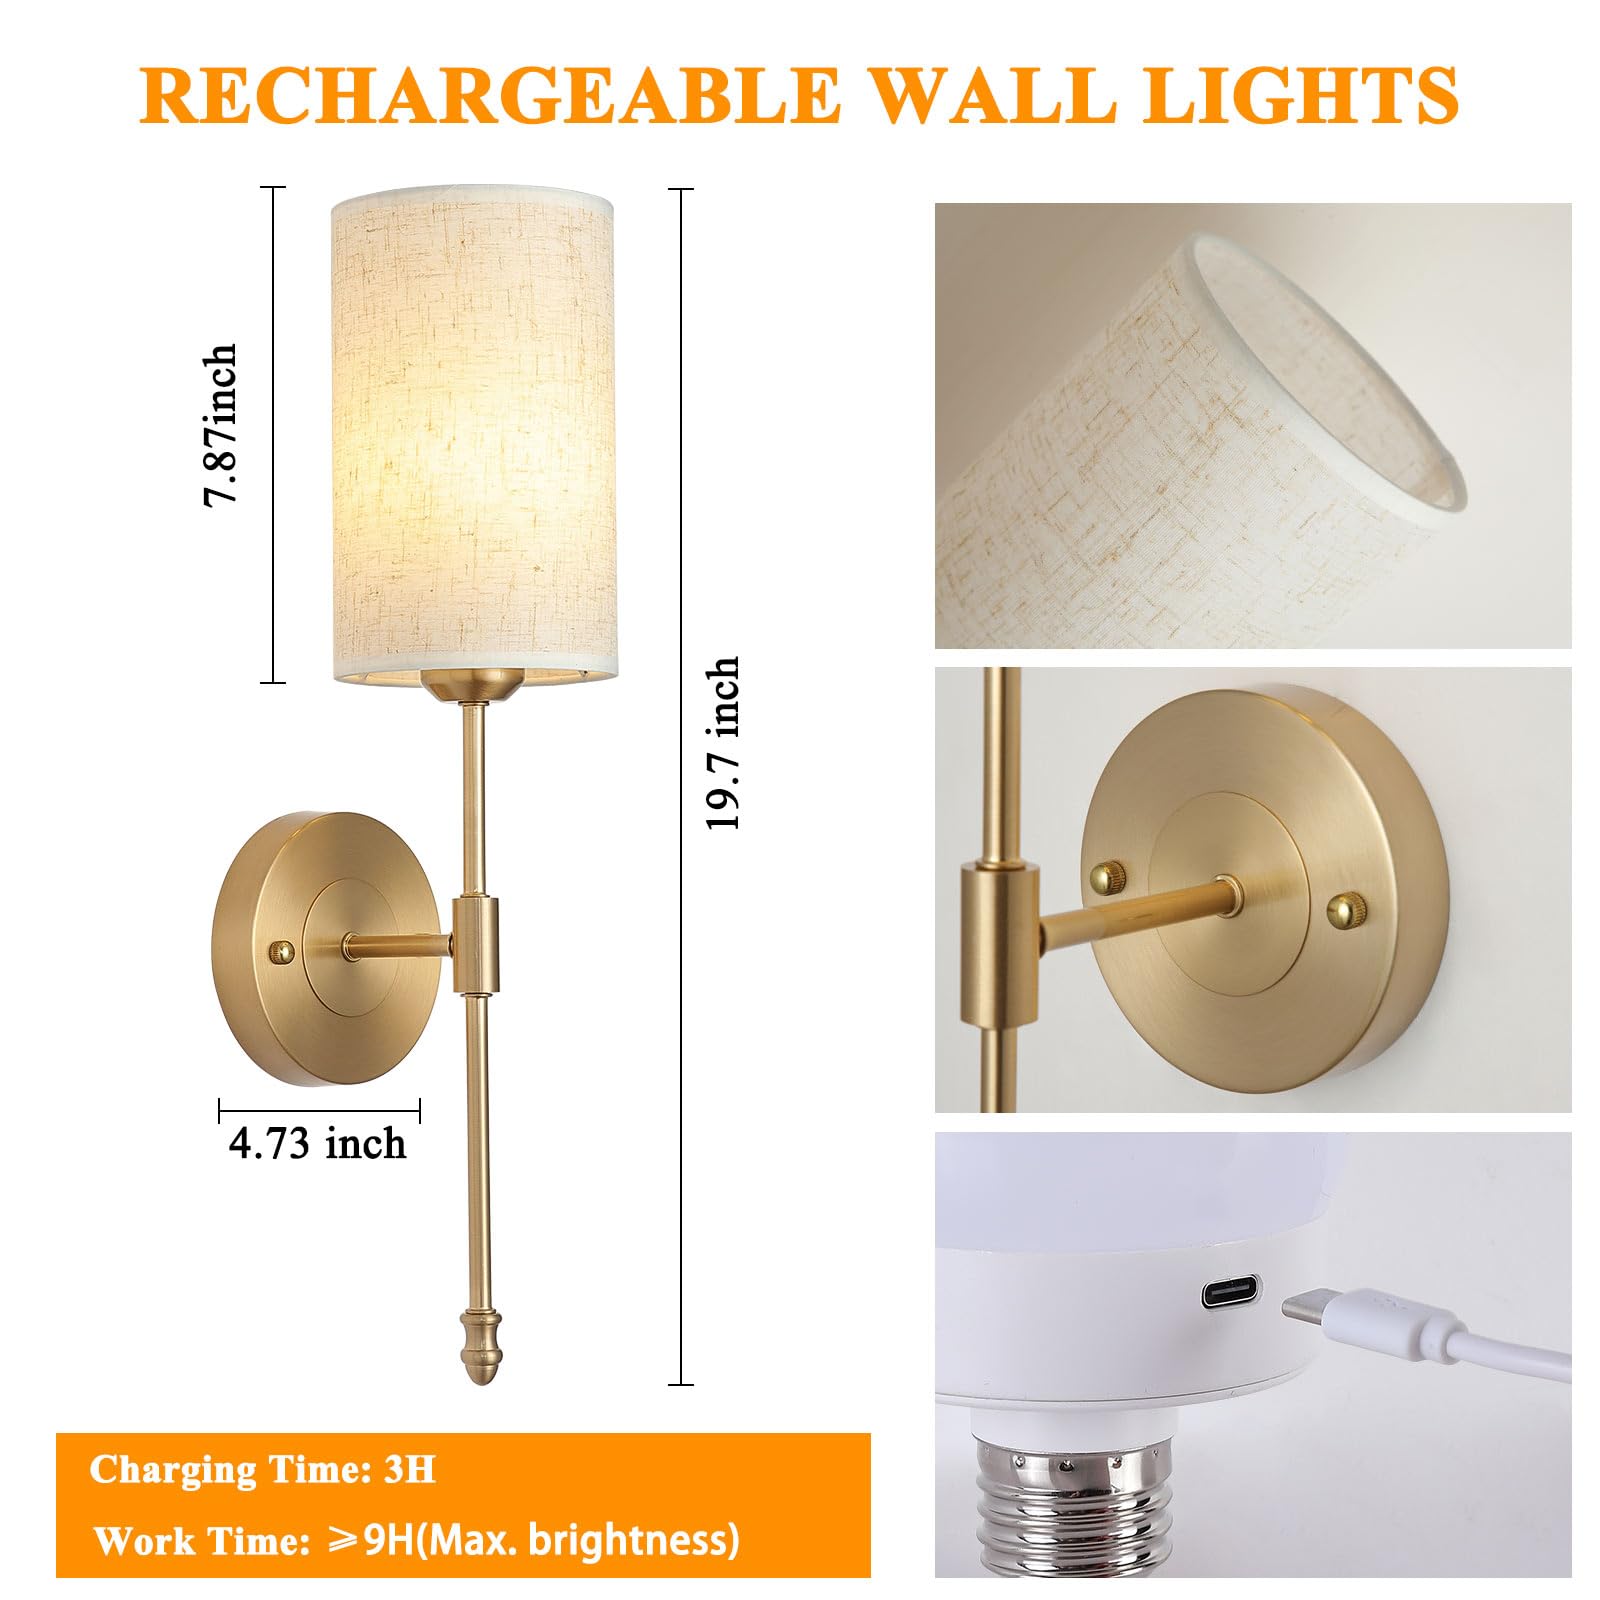 RECHARGEABLE WALL LIGHTS
7.87inch
19.7 inch
4.73 inch
Charging Time: 3H
Work Time: ⩾9H(Max. brightness)